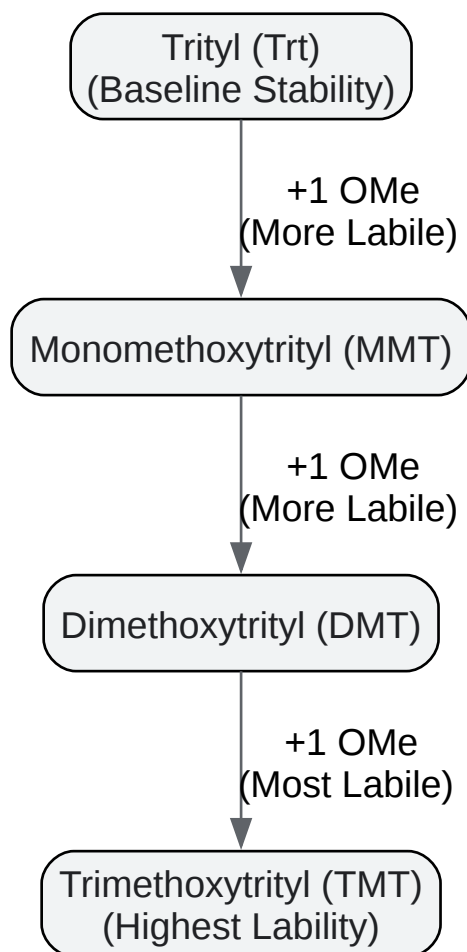 Trityl (Trt)
(Baseline Stability)
+1 OMe
(More Labile)
Monomethoxytrityl (MMT)
+1 OMe
(More Labile)
Dimethoxytrityl (DMT)
+1 OMe
(Most Labile)
Trimethoxytrityl (TMT)
(Highest Lability)